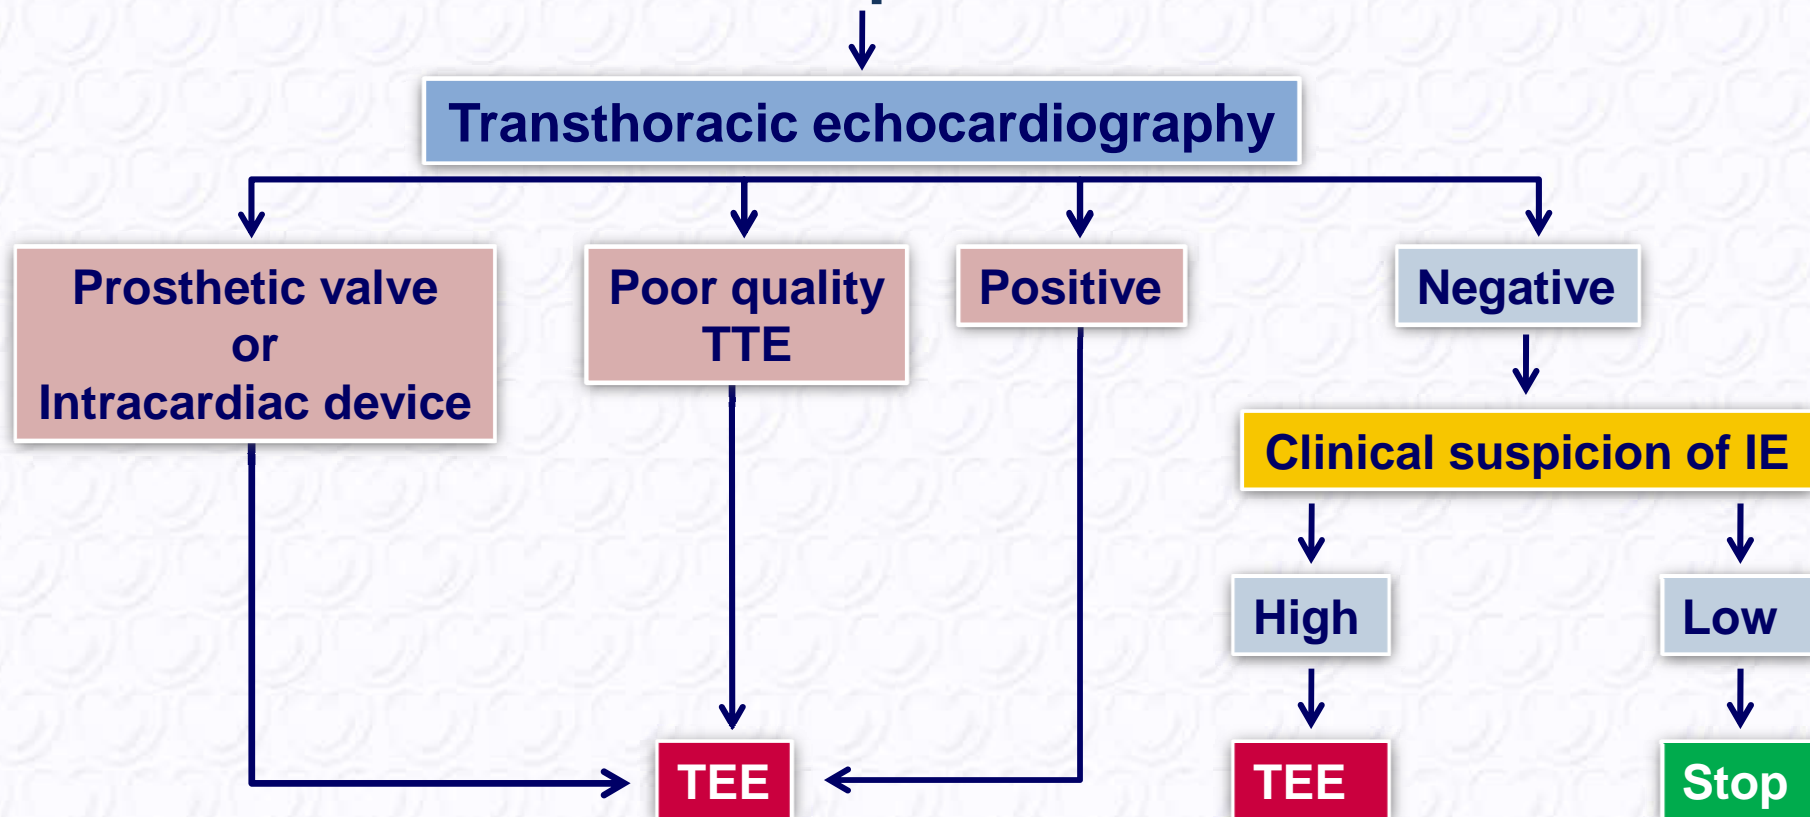 Transthoracic echocardiography
Prosthetic valve
or
Intracardiac device
Poor quality
TTE
Positive
Negative
Clinical suspicion of IE
High
Low
TEE
TEE
Stop